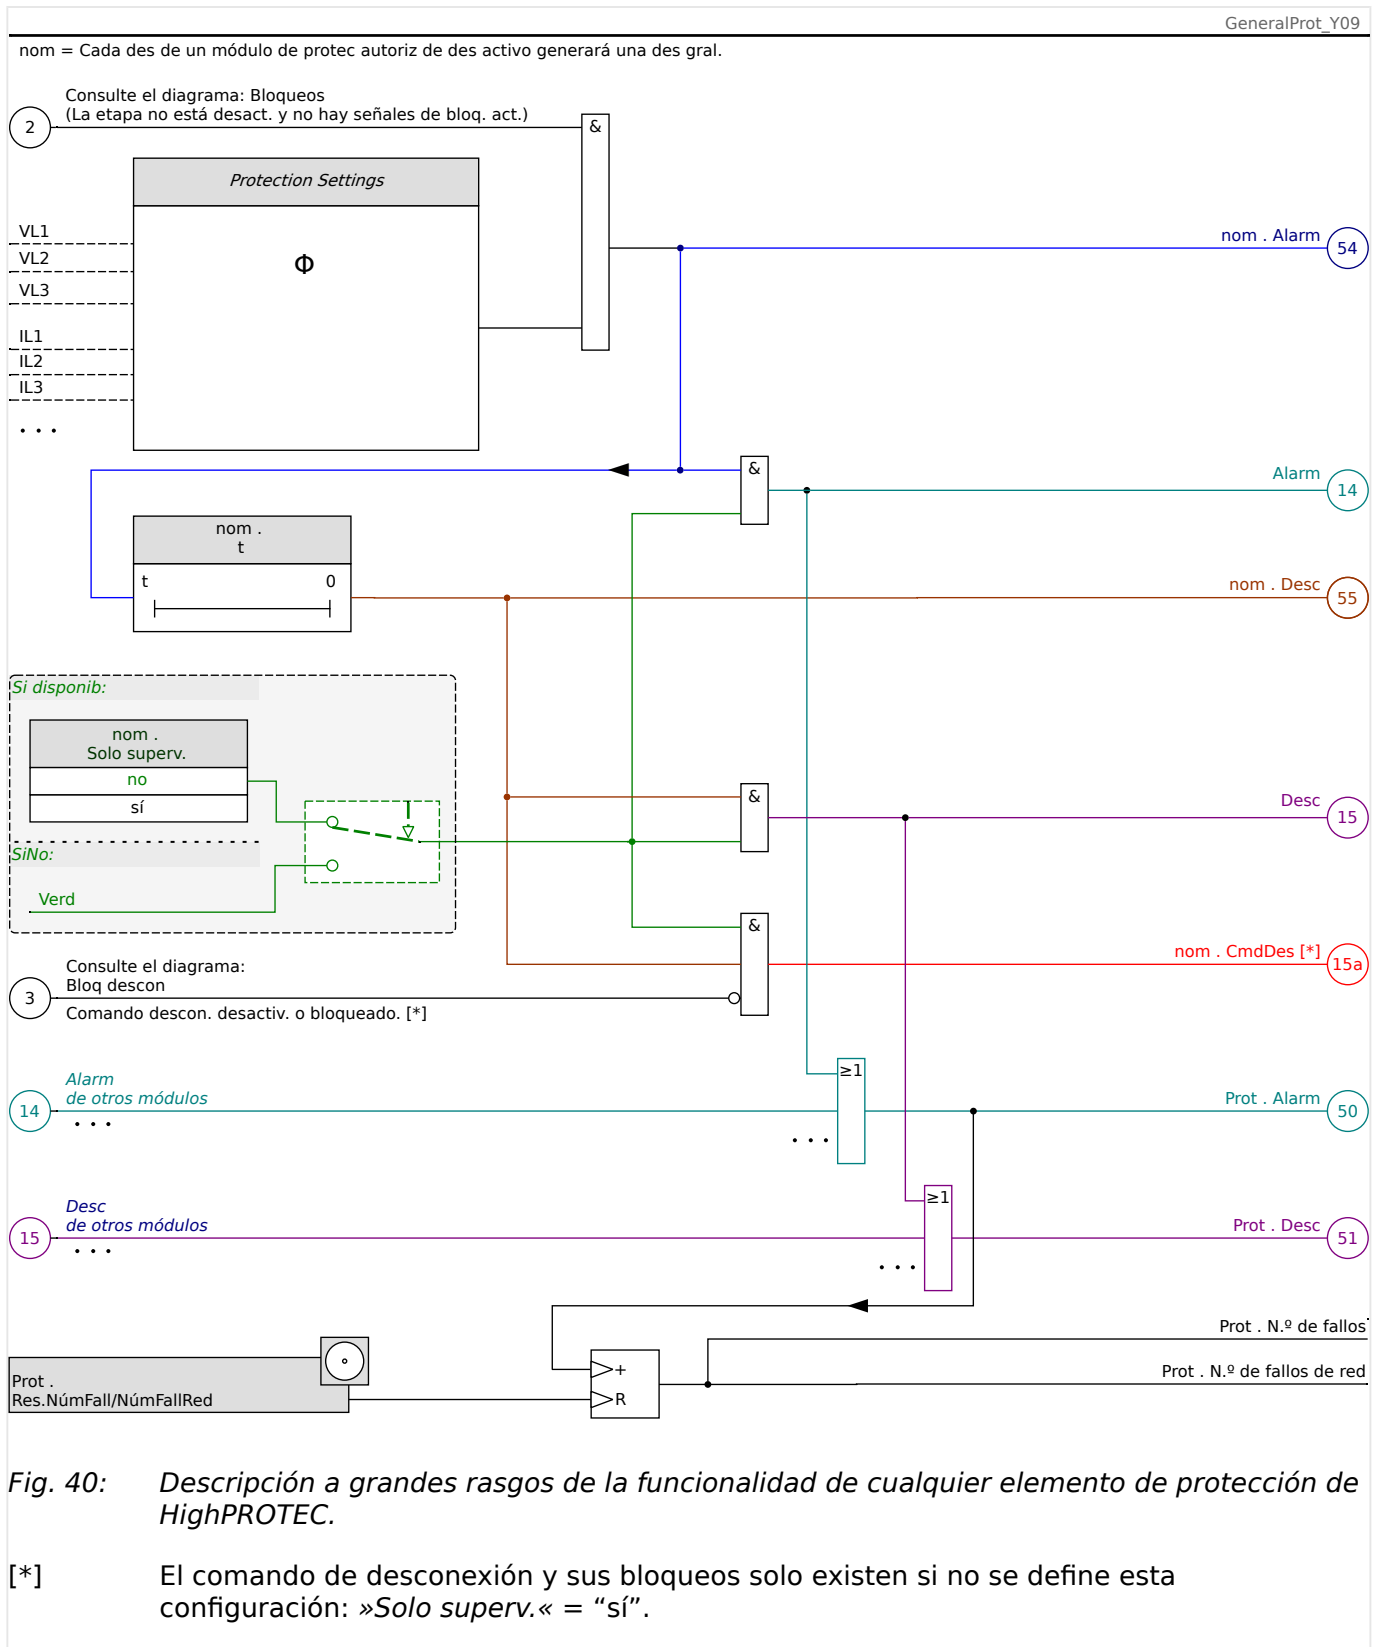 GeneralProt_Y09
nom = Cada des de un módulo de protec autoriz de des activo generará una des gral.
Consulte el diagrama: Bloqueos
(La etapa no está desact. y no hay señales de bloq. act.)
2
&
Protection Settings
Φ
VL1
VL2
VL3
IL1
IL2
IL3
. . .
nom . Alarm
54
&
Alarm
14
nom .
t
t 0
nom . Desc
55
Si disponib:
nom .
Solo superv.
no
sí
SiNo:
Verd
&
Desc
15
&
nom . CmdDes [*]
15a
Consulte el diagrama:
Bloq descon
3
Comando descon. desactiv. o bloqueado. [*]
≥1
Alarm
de otros módulos
14
. . .
. . .
Prot . Alarm
50
≥1
Desc
de otros módulos
15
. . .
. . .
Prot . Desc
51
Prot . N.º de fallos
Prot . N.º de fallos de red
+
R
Prot .
Res.NúmFall/NúmFallRed
Fig. 40: Descripción a grandes rasgos de la funcionalidad de cualquier elemento de protección de
HighPROTEC.
[*] El comando de desconexión y sus bloqueos solo existen si no se define esta
configuración: »Solo superv.« = “sí”.